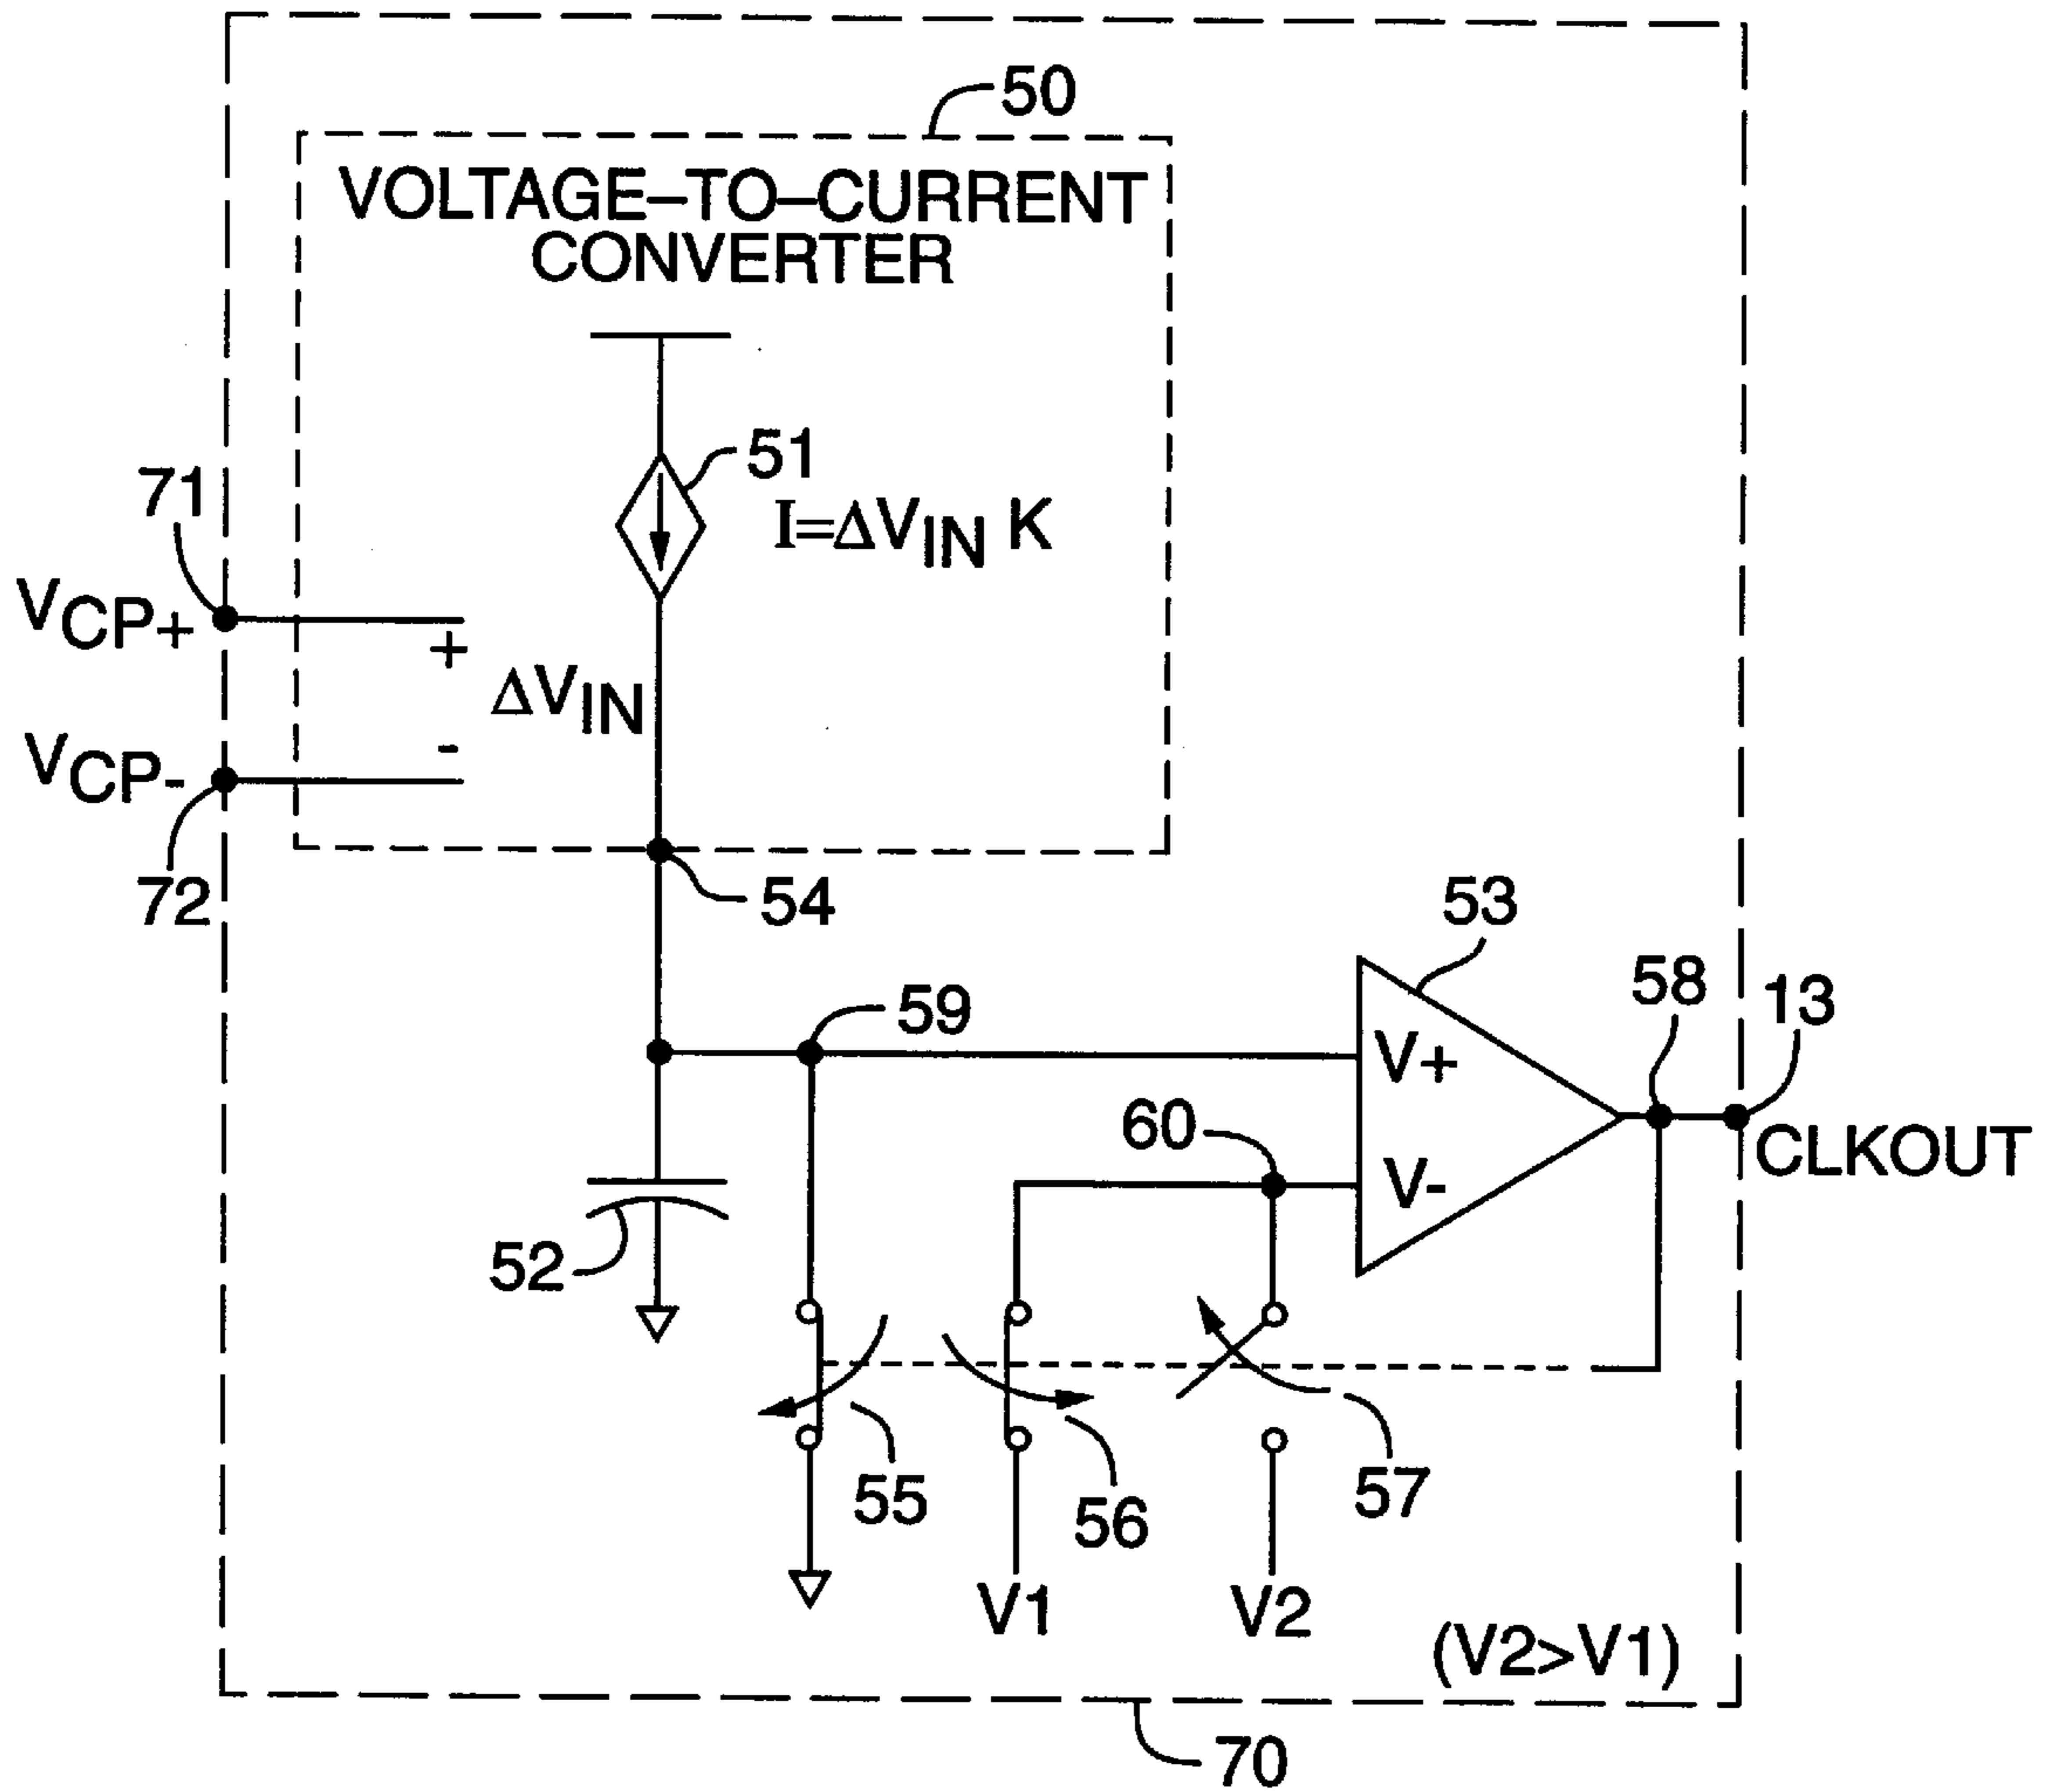 50
VOLTAGE–TO–CURRENT
CONVERTER
51
I=ΔVIN K
71
VCP+
+
ΔVIN
-
VCP-
72
54
53
59
58
13
V+
60
CLKOUT
V-
52
55
56
57
V1
V2
(V2>V1)
70